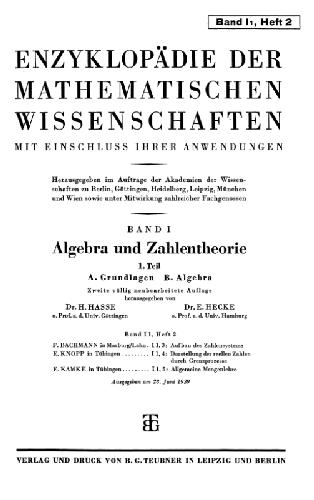 Band I1, Heft 2
ENZYKLOPÄDIE DER
MATHEMATISCHEN
WISSENSCHAFTEN
MIT EINSCHLUSS IHRER ANWENDUNGEN
Herausgegeben im Auftrage der Akademien der Wissen-
schaften zu Berlin, Göttingen, Heidelberg, Leipzig, München
und Wien sowie unter Mitwirkung zahlreicher Fachgenossen
BAND I
Algebra und Zahlentheorie
1. Teil
A. Grundlagen B. Algebra
Zweite völlig neubearbeitete Auflage
herausgegeben von
Dr. H. HASSE Dr. E. HECKE
o. Prof. a. d. Univ. Göttingen o. Prof. a. d. Univ. Hamburg
Band I1, Heft 2
F. BACHMANN in Marburg/Lahn . I 1, 3: Aufbau des Zahlensystems
K. KNOPP in Tübingen ......... I 1, 4: Darstellung der reellen Zahlen
durch Grenzprozesse
E. KAMKE in Tübingen ......... I 1, 5: Allgemeine Mengenlehre
Ausgegeben am 23. Juni 1939
VERLAG UND DRUCK VON B. G. TEUBNER IN LEIPZIG UND BERLIN